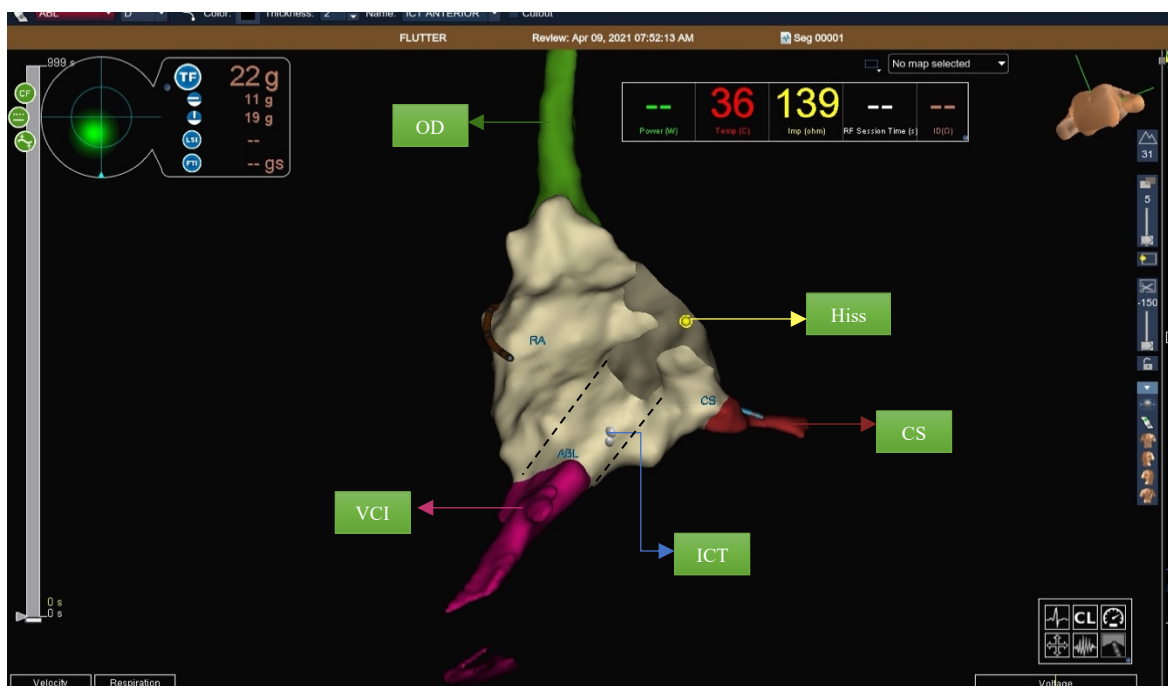 ABL D Color: Thickness: 2 Name: ICT ANTERIOR Cutout
FLUTTER Review: Apr 09, 2021 07:52:13 AM Seg 00001
999 s
CF
TF 22 g
11 g
19 g
LSI --
FTI -- gs
No map selected
-- 36 139 -- --
Power (W) Temp (C) Imp (ohm) RF Session Time (s) ID(Ω)
31
5
-150
OD
Hiss
RA
CS
CS
ABL
VCI
ICT
0 s
0 s
CL
Velocity Respiration Voltage